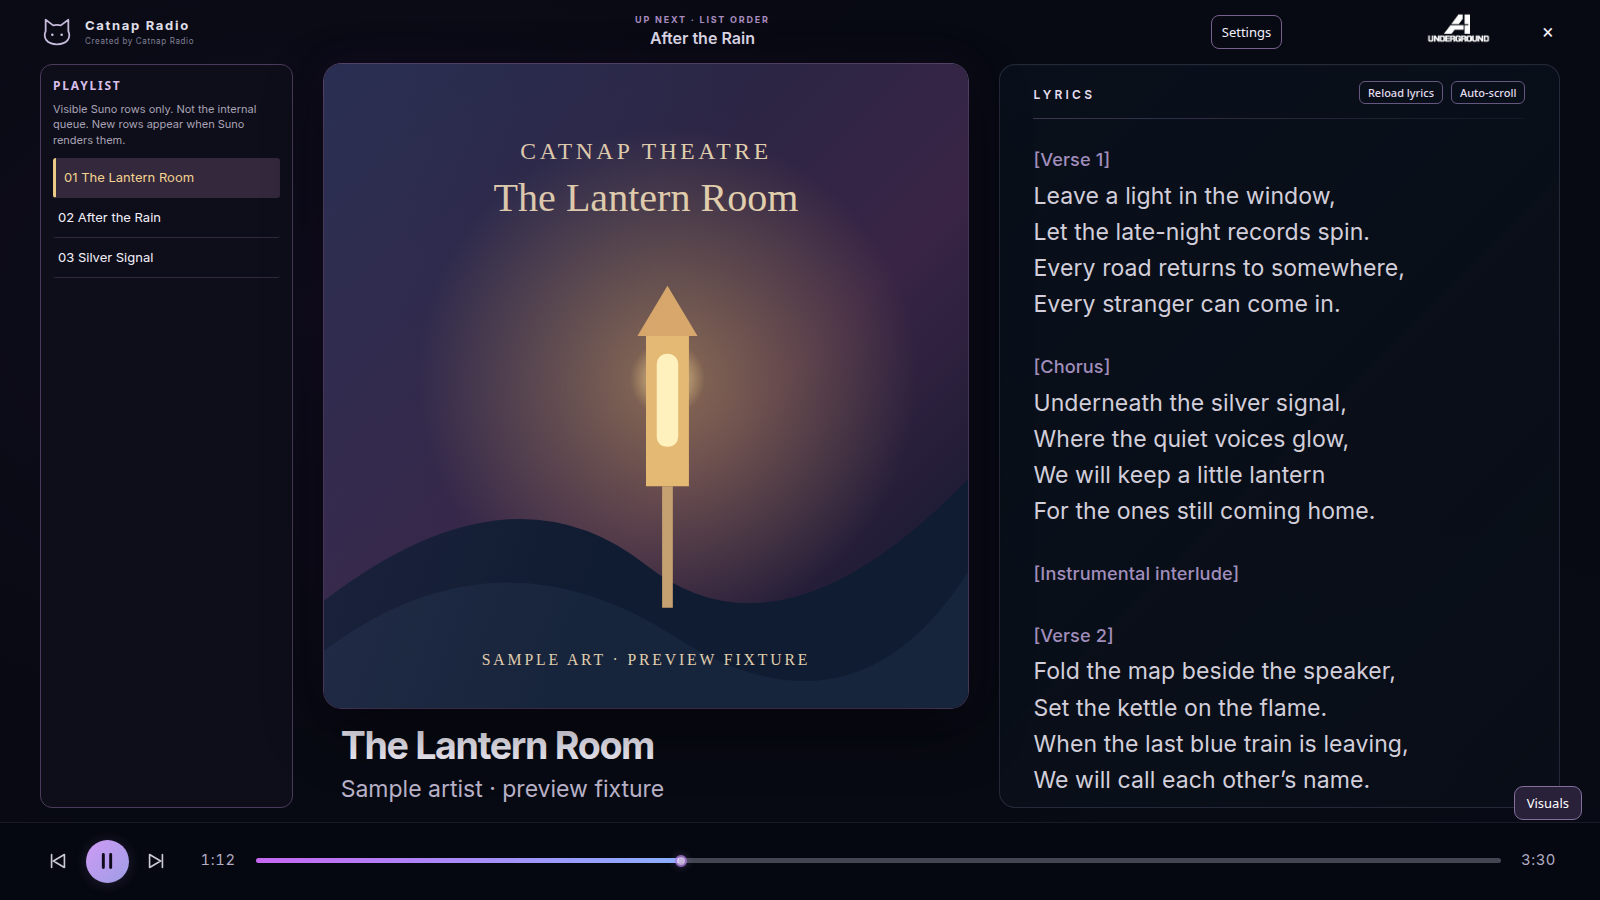 Catnap Radio
Created by Catnap Radio
UP NEXT · LIST ORDER
After the Rain
Settings
AI
UNDERGROUND
×
PLAYLIST
Visible Suno rows only. Not the internal
queue. New rows appear when Suno
renders them.
01 The Lantern Room
02 After the Rain
03 Silver Signal
CATNAP THEATRE
The Lantern Room
SAMPLE ART · PREVIEW FIXTURE
The Lantern Room
Sample artist · preview fixture
LYRICS
Reload lyrics
Auto-scroll
[Verse 1]
Leave a light in the window,
Let the late-night records spin.
Every road returns to somewhere,
Every stranger can come in.
[Chorus]
Underneath the silver signal,
Where the quiet voices glow,
We will keep a little lantern
For the ones still coming home.
[Instrumental interlude]
[Verse 2]
Fold the map beside the speaker,
Set the kettle on the flame.
When the last blue train is leaving,
We will call each other’s name.
Visuals
1:12
3:30